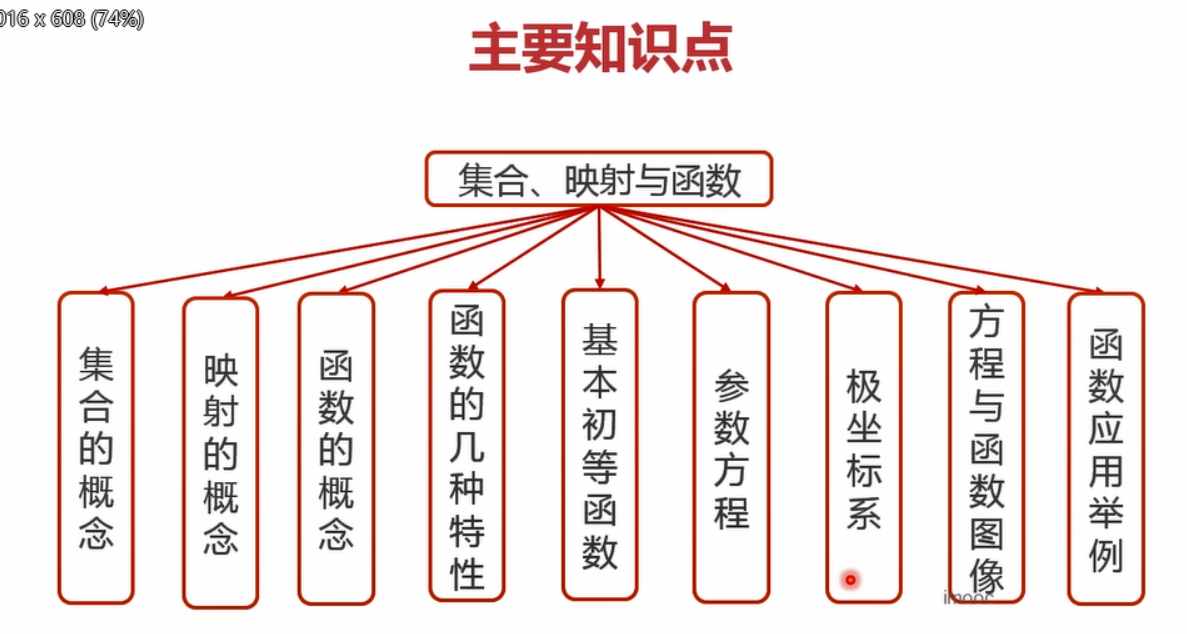 016 x 608 (74%)
主要知识点
集合、映射与函数
集合的概念
映射的概念
函数的概念
函数的几种特性
基本初等函数
参数方程
极坐标系
方程与函数图像
函数应用举例
imooc